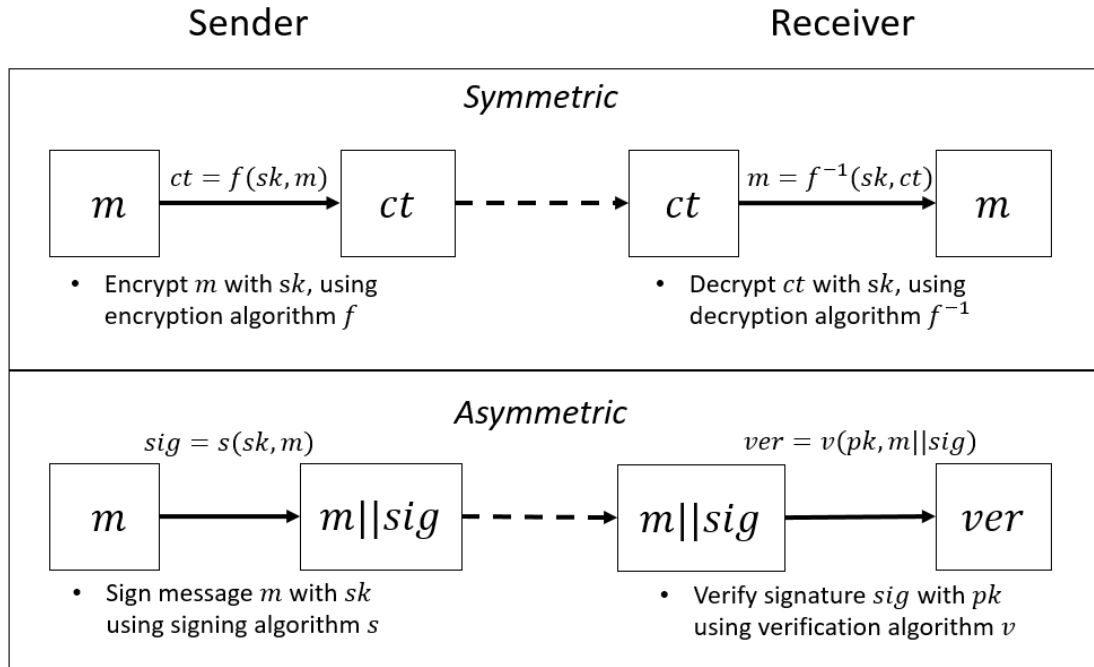 Sender
Receiver
Symmetric
ct = f(sk, m)
m = f⁻¹(sk, ct)
m
ct
ct
m
• Encrypt m with sk, using
encryption algorithm f
• Decrypt ct with sk, using
decryption algorithm f⁻¹
Asymmetric
sig = s(sk, m)
ver = v(pk, m||sig)
m
m||sig
m||sig
ver
• Sign message m with sk
using signing algorithm s
• Verify signature sig with pk
using verification algorithm v